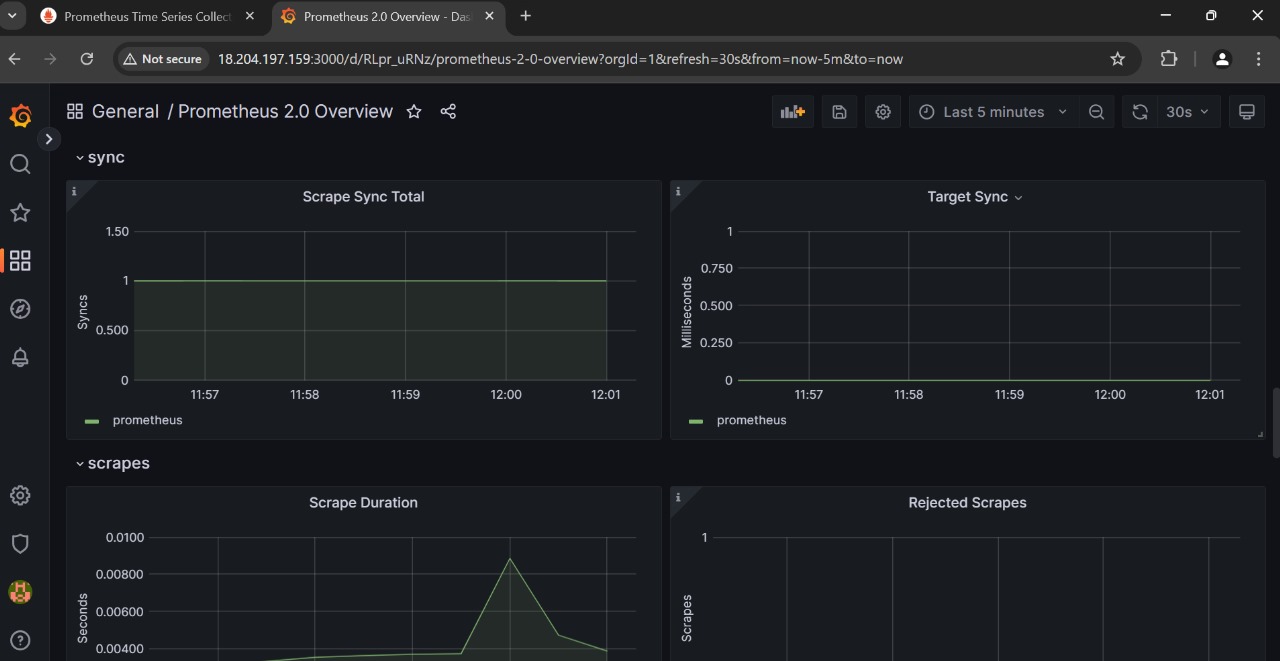 Prometheus Time Series Collect
Prometheus 2.0 Overview - Das
Not secure
18.204.197.159:3000/d/RLpr_uRNz/prometheus-2-0-overview?orgId=1&refresh=30s&from=now-5m&to=now
General / Prometheus 2.0 Overview
Last 5 minutes
30s
sync
Scrape Sync Total
1.50
1
0.500
0
Syncs
11:57 11:58 11:59 12:00 12:01
prometheus
Target Sync
1
0.750
0.500
0.250
0
Milliseconds
11:57 11:58 11:59 12:00 12:01
prometheus
scrapes
Scrape Duration
0.0100
0.00800
0.00600
0.00400
Seconds
Rejected Scrapes
1
Scrapes